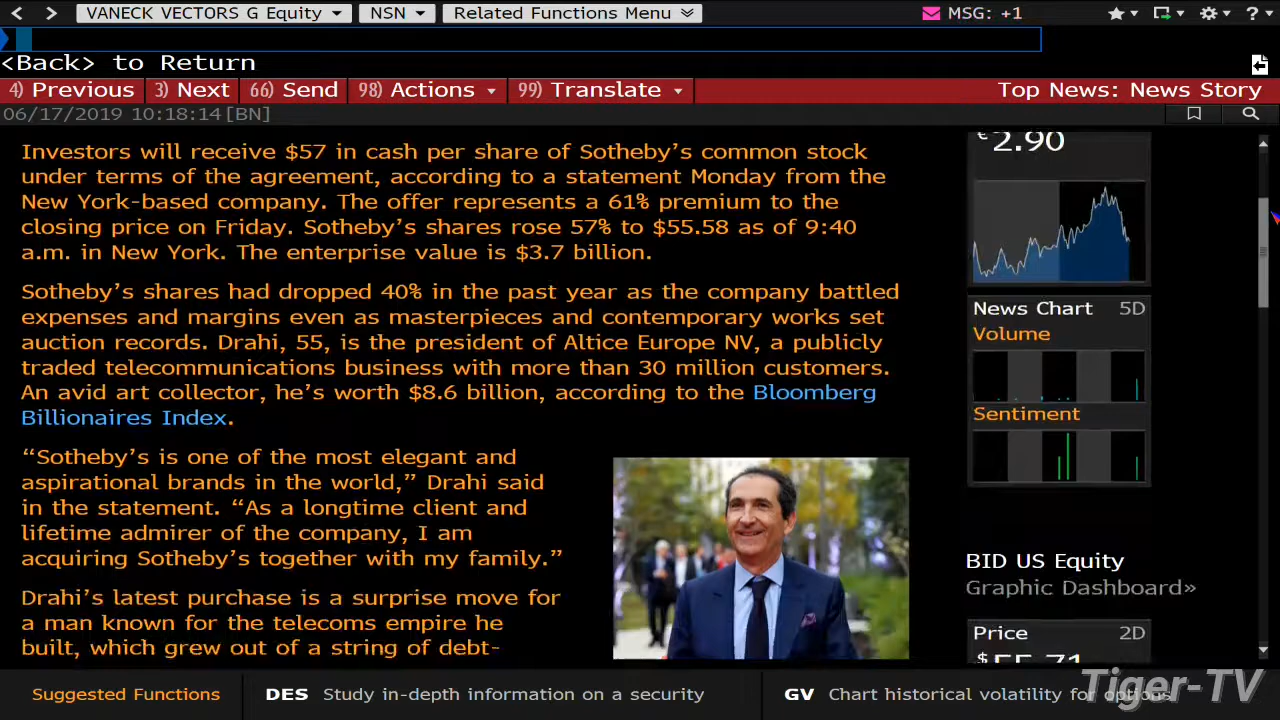 VANECK VECTORS G Equity NSN Related Functions Menu MSG: +1
<Back> to Return
4) Previous 3) Next 66) Send 98) Actions 99) Translate Top News: News Story
06/17/2019 10:18:14 [BN]
Investors will receive $57 in cash per share of Sotheby's common stock
under terms of the agreement, according to a statement Monday from the
New York-based company. The offer represents a 61% premium to the
closing price on Friday. Sotheby's shares rose 57% to $55.58 as of 9:40
a.m. in New York. The enterprise value is $3.7 billion.
Sotheby's shares had dropped 40% in the past year as the company battled
expenses and margins even as masterpieces and contemporary works set
auction records. Drahi, 55, is the president of Altice Europe NV, a publicly
traded telecommunications business with more than 30 million customers.
An avid art collector, he's worth $8.6 billion, according to the Bloomberg
Billionaires Index.
“Sotheby's is one of the most elegant and
aspirational brands in the world,” Drahi said
in the statement. “As a longtime client and
lifetime admirer of the company, I am
acquiring Sotheby's together with my family.”
Drahi's latest purchase is a surprise move for
a man known for the telecoms empire he
built, which grew out of a string of debt-
€2.90
News Chart 5D
Volume
Sentiment
BID US Equity
Graphic Dashboard»
Price 2D
$55.71
Suggested Functions DES Study in-depth information on a security GV Chart historical volatility for options
Tiger-TV